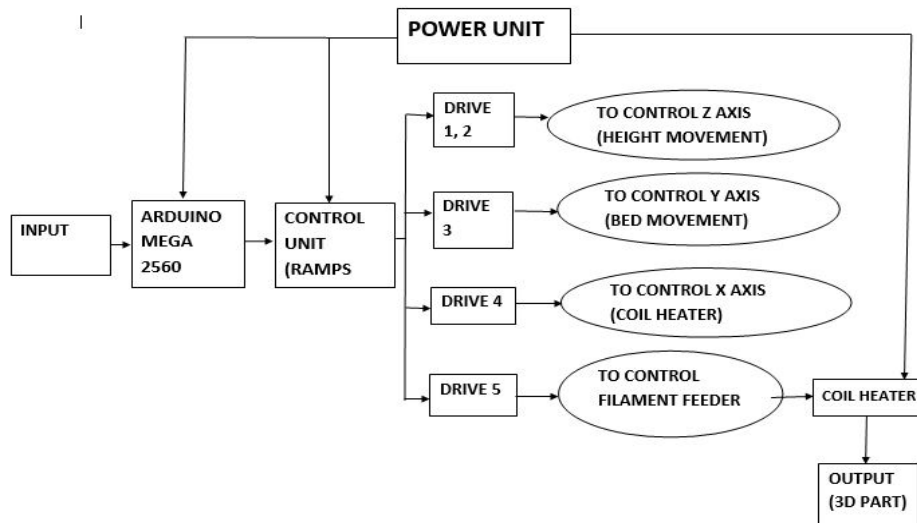 POWER UNIT
DRIVE
1, 2
TO CONTROL Z AXIS
(HEIGHT MOVEMENT)
INPUT
ARDUINO
MEGA
2560
CONTROL
UNIT
(RAMPS
DRIVE
3
TO CONTROL Y AXIS
(BED MOVEMENT)
DRIVE 4
TO CONTROL X AXIS
(COIL HEATER)
DRIVE 5
TO CONTROL
FILAMENT FEEDER
COIL HEATER
OUTPUT
(3D PART)